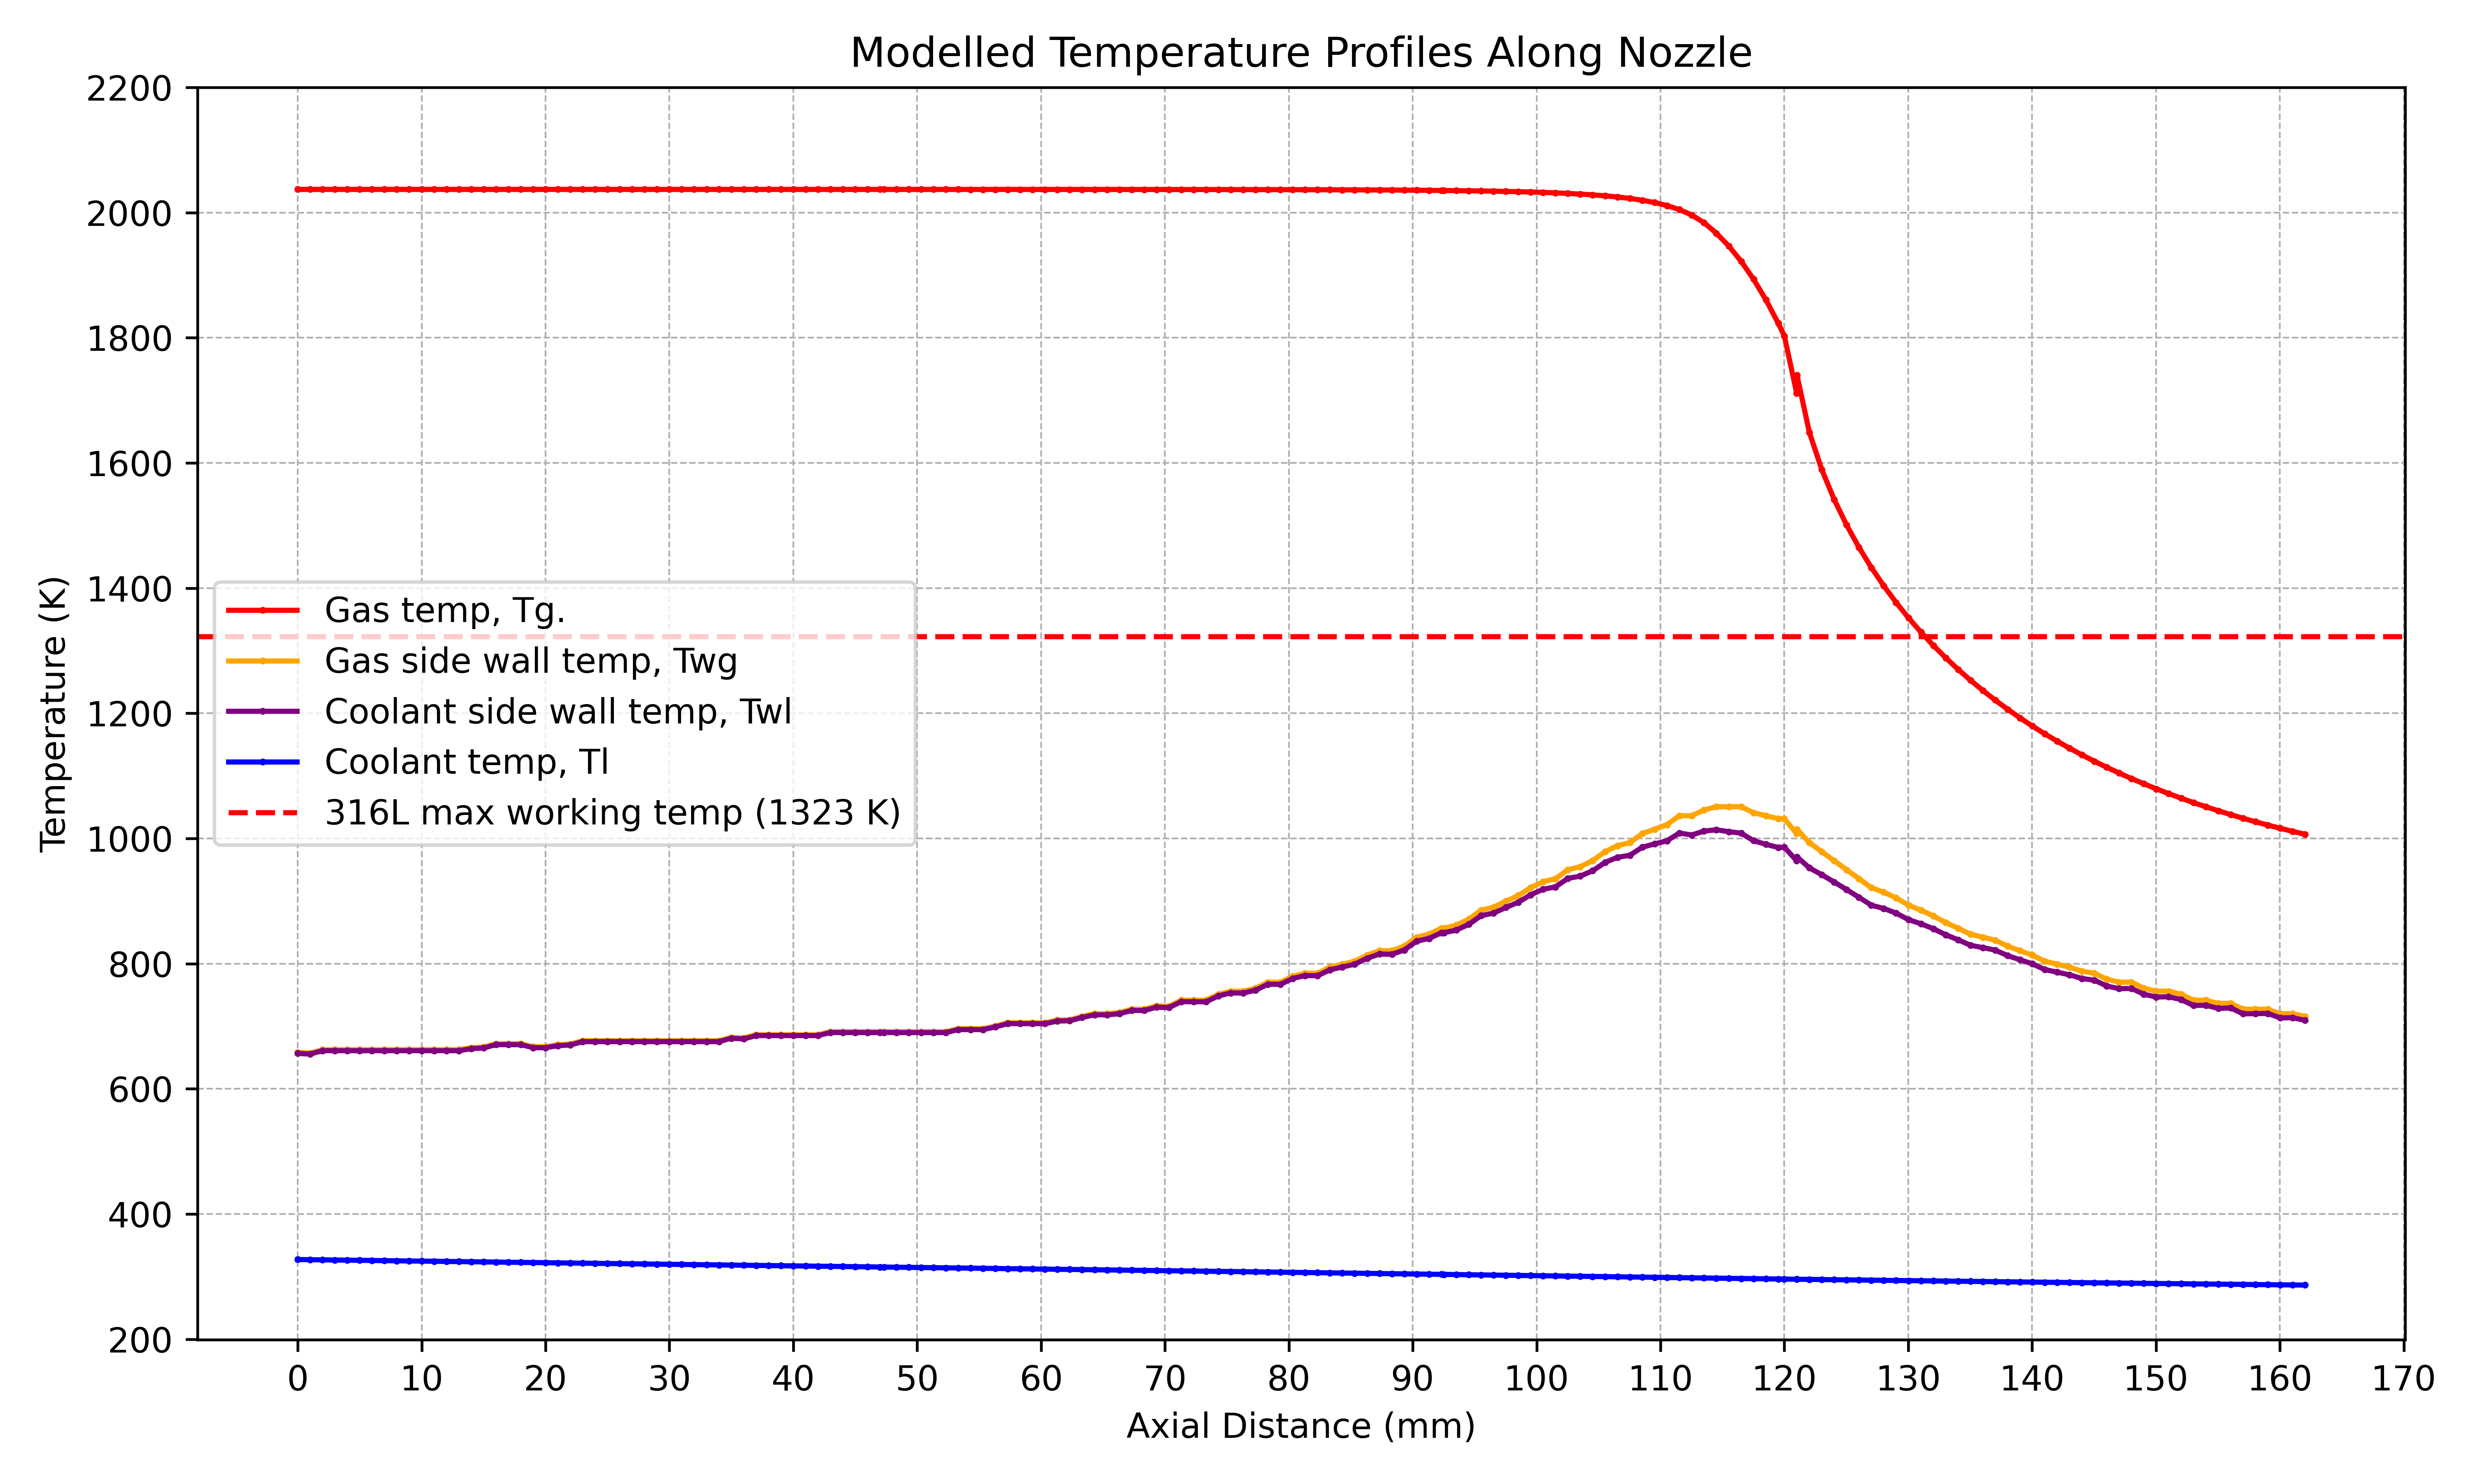 Modelled Temperature Profiles Along Nozzle
2200
2000
1800
1600
1400
1200
1000
800
600
400
200
Temperature (K)
Gas temp, Tg.
Gas side wall temp, Twg
Coolant side wall temp, Twl
Coolant temp, Tl
316L max working temp (1323 K)
0 10 20 30 40 50 60 70 80 90 100 110 120 130 140 150 160 170
Axial Distance (mm)